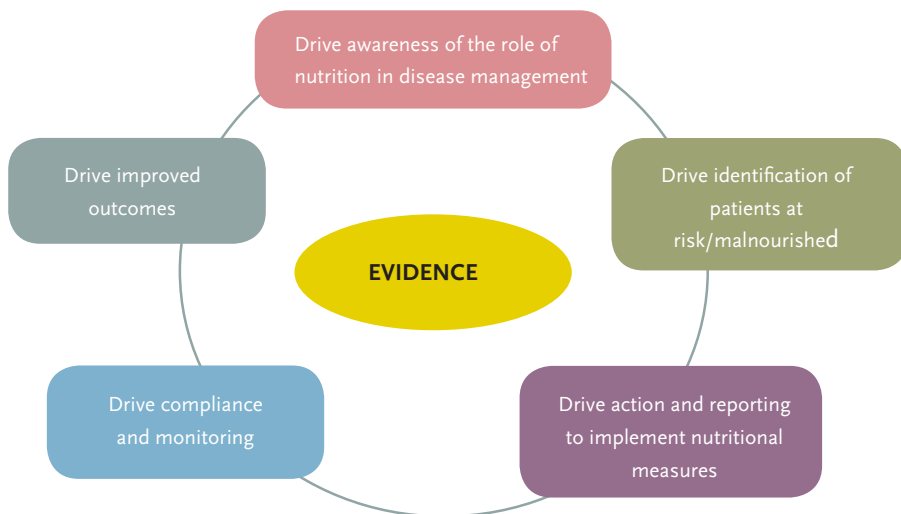 Drive awareness of the role of
nutrition in disease management
Drive identification of
patients at
risk/malnourished
Drive action and reporting
to implement nutritional
measures
Drive compliance
and monitoring
Drive improved
outcomes
EVIDENCE